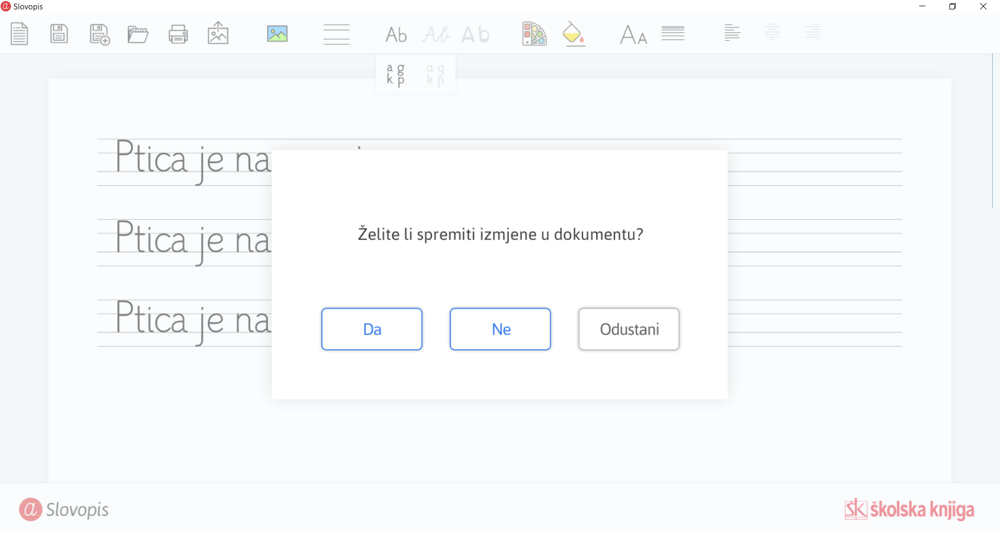 Slovopis
Ab Ab Ab
AA
a g a g
k p k p
Ptica je na
Želite li spremiti izmjene u dokumentu?
Ptica je na
Da Ne Odustani
Ptica je na
a Slovopis
šk školska knjiga